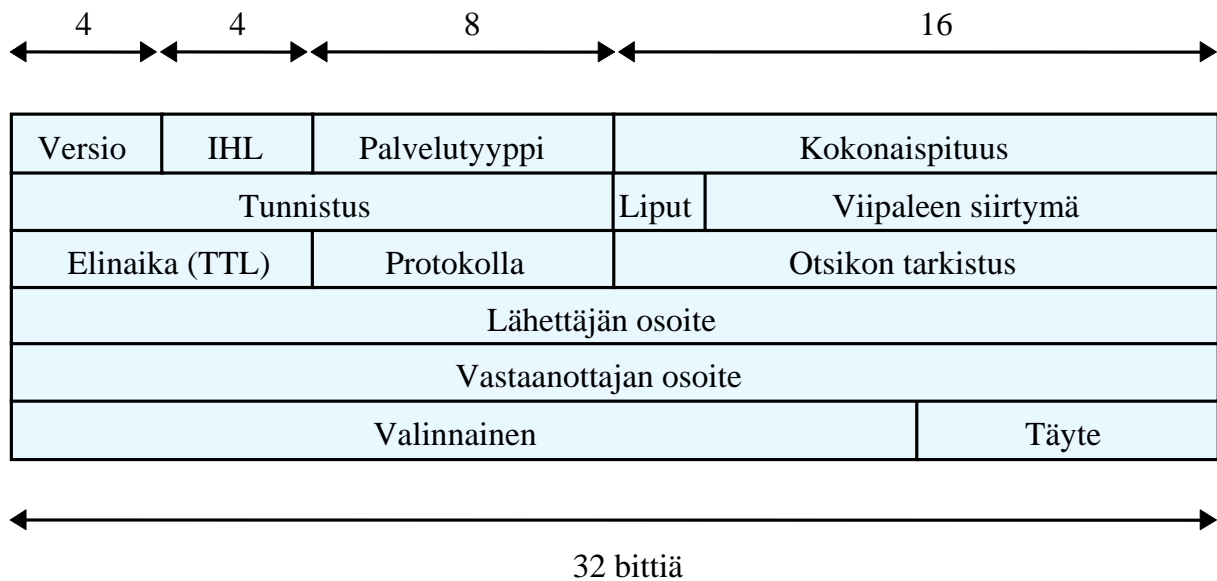 4 4 8 16
Versio IHL Palvelutyyppi Kokonaispituus
Tunnistus Liput Viipaleen siirtymä
Elinaika (TTL) Protokolla Otsikon tarkistus
Lähettäjän osoite
Vastaanottajan osoite
Valinnainen Täyte
32 bittiä